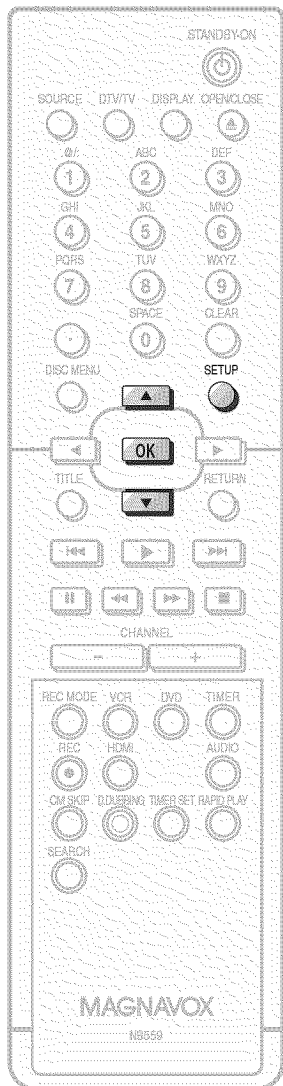 STANDBY-ON
SOURCE DTV/TV DISPLAY OPEN/CLOSE
@/: ABC DEF
1 2 3
GHI JKL MNO
4 5 6
PQRS TUV WXYZ
7 8 9
SPACE CLEAR
. 0
DISC MENU SETUP
OK
TITLE RETURN
CHANNEL
- +
REC MODE VCR DVD TIMER
REC HDMI AUDIO
CM SKIP D.DUBBING TIMER SET RAPID PLAY
SEARCH
MAGNAVOX
NB559